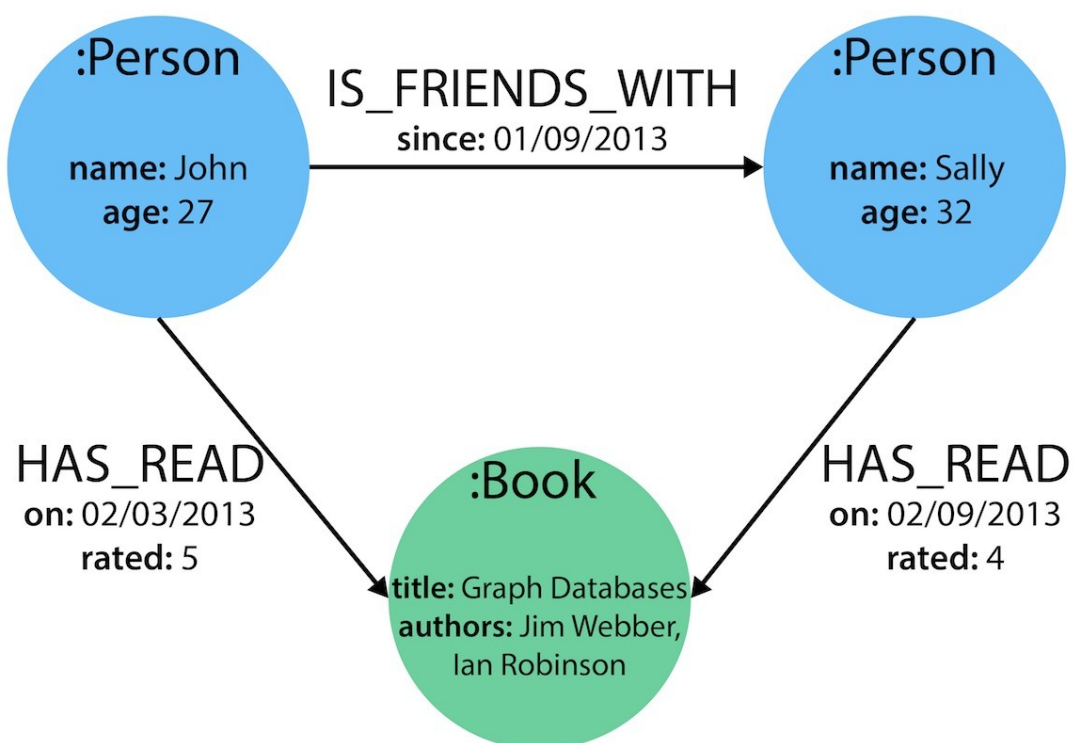 :Person
name: John
age: 27
IS_FRIENDS_WITH
since: 01/09/2013
:Person
name: Sally
age: 32
HAS_READ
on: 02/03/2013
rated: 5
:Book
title: Graph Databases
authors: Jim Webber,
Ian Robinson
HAS_READ
on: 02/09/2013
rated: 4